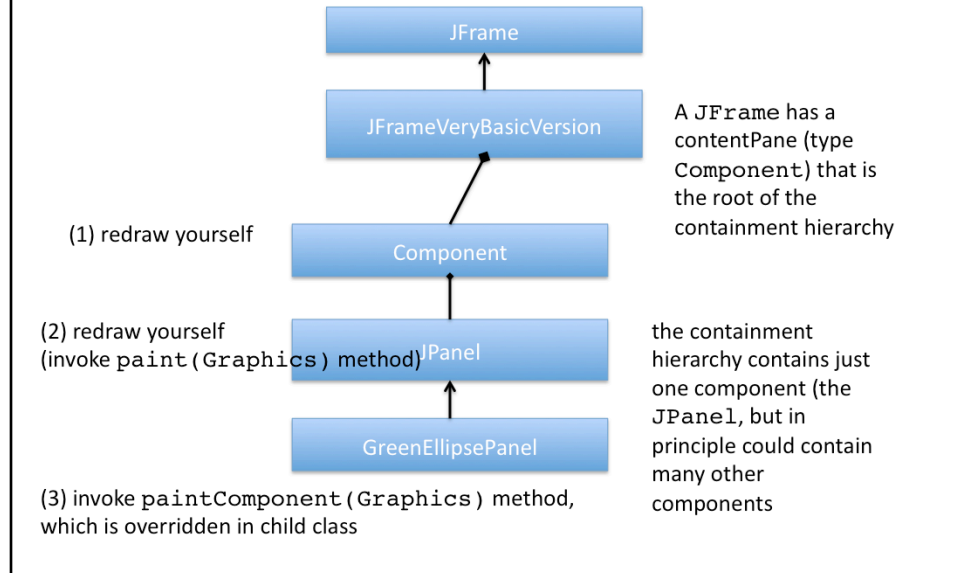 JFrame
JFrameVeryBasicVersion
A JFrame has a
contentPane (type
Component) that is
the root of the
containment hierarchy
(1) redraw yourself
Component
(2) redraw yourself
(invoke paint(Graphics) method)
JPanel
the containment
hierarchy contains just
one component (the
JPanel, but in
principle could contain
many other
components
GreenEllipsePanel
(3) invoke paintComponent(Graphics) method,
which is overridden in child class